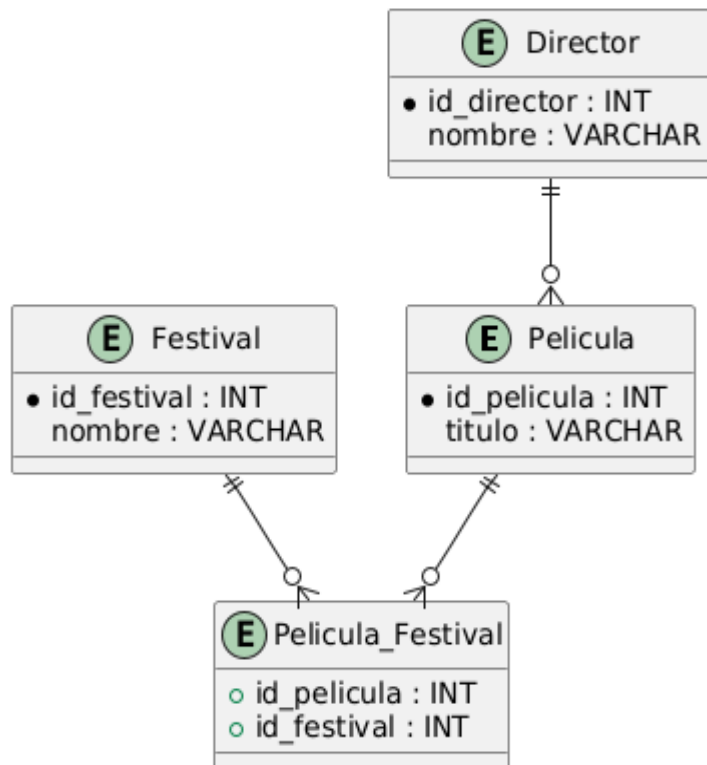 E Director
id_director : INT
nombre : VARCHAR
E Festival
id_festival : INT
nombre : VARCHAR
E Pelicula
id_pelicula : INT
titulo : VARCHAR
E Pelicula_Festival
id_pelicula : INT
id_festival : INT